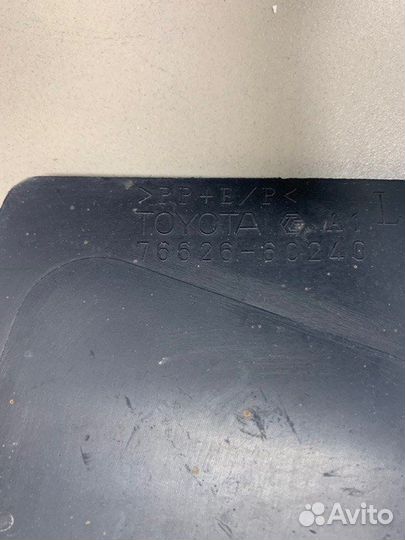 >PP+E/P<
TOYOTA A1 L
76626-60240
Avito